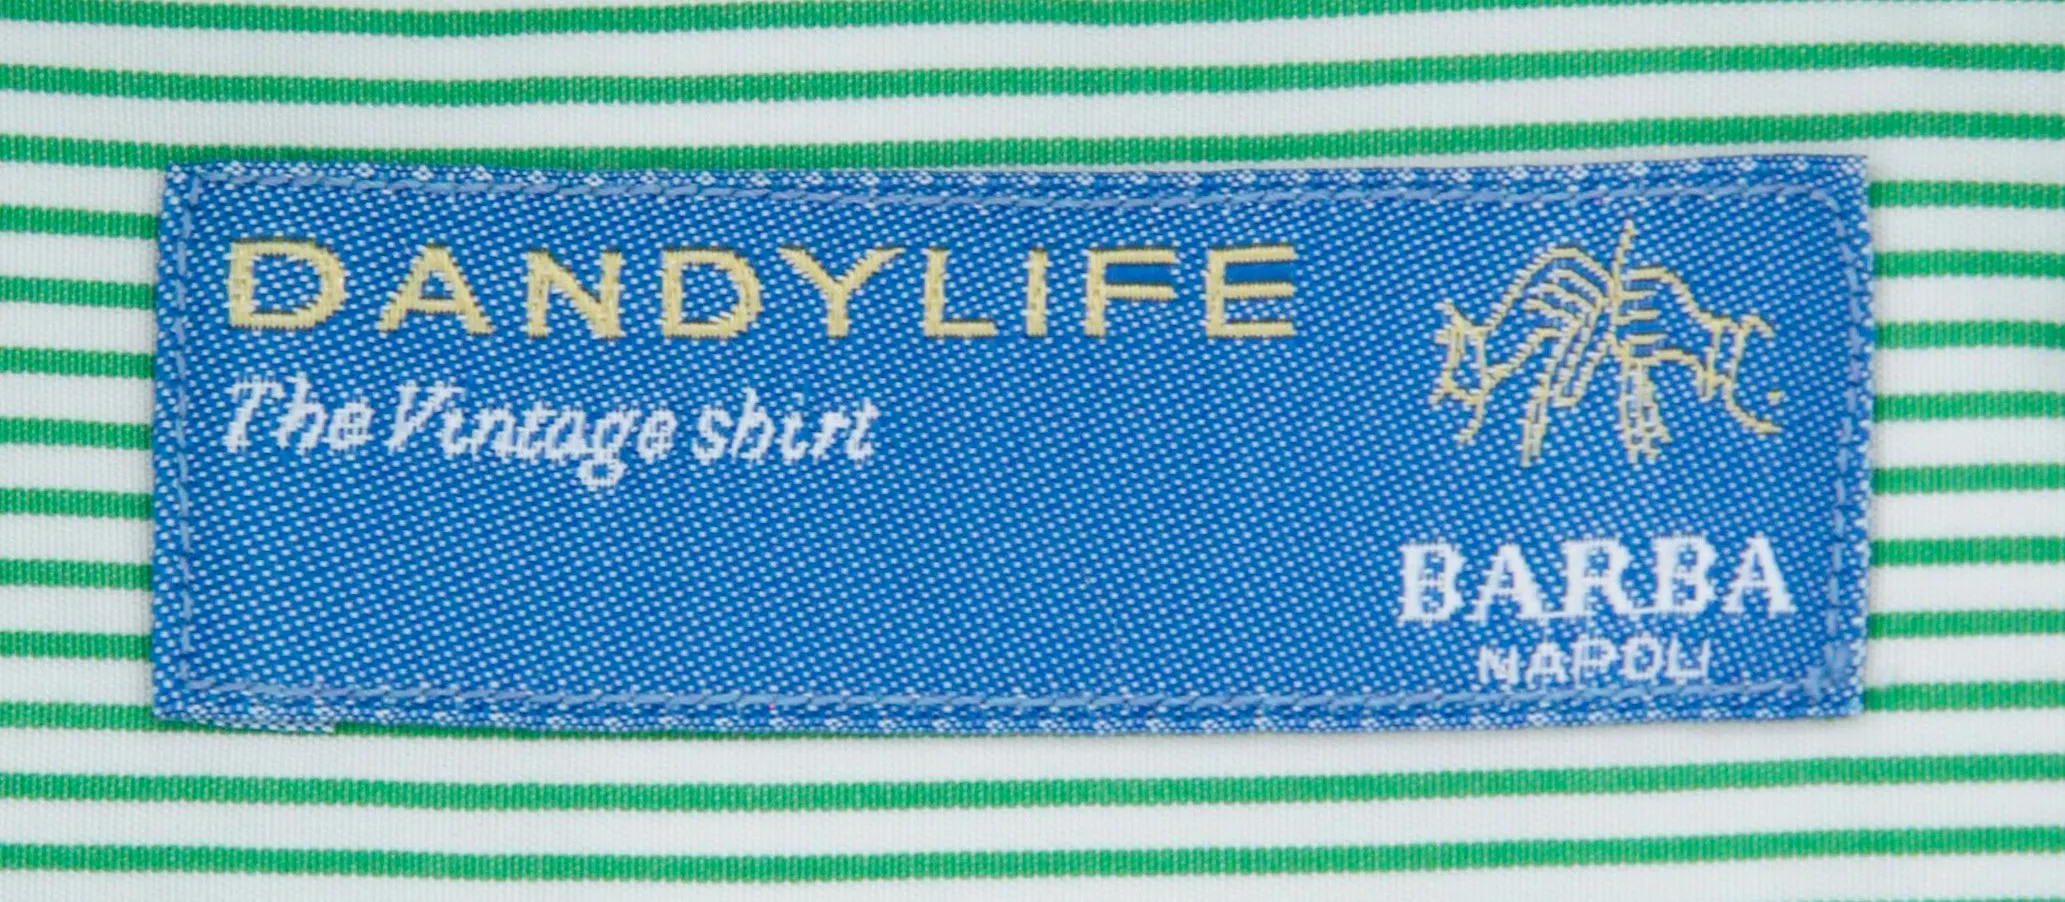 DANDYLIFE
The Vintage shirt
BARBA
NAPOLI